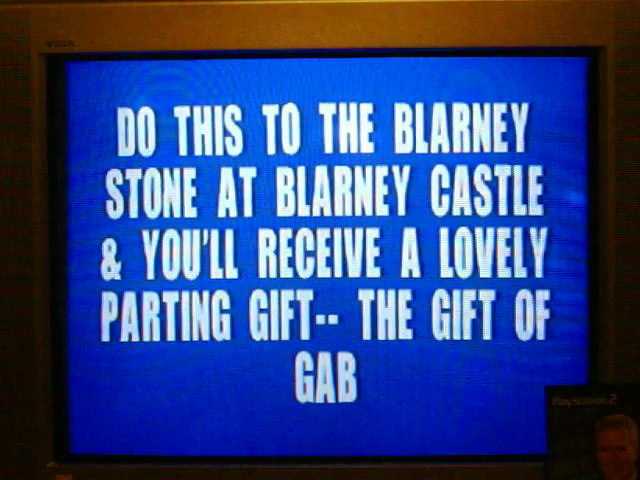 VEGA
DO THIS TO THE BLARNEY
STONE AT BLARNEY CASTLE
& YOU'LL RECEIVE A LOVELY
PARTING GIFT-- THE GIFT OF
GAB
PlayStation 2